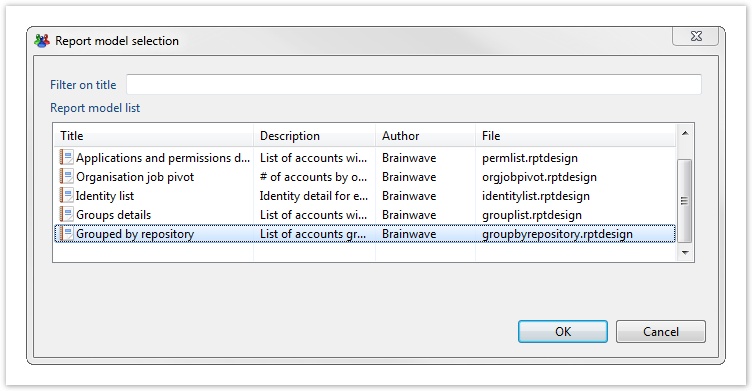 Report model selection
Filter on title
Report model list
Title Description Author File
Applications and permissions d... List of accounts wi... Brainwave permlist.rptdesign
Organisation job pivot # of accounts by o... Brainwave orgjobpivot.rptdesign
Identity list Identity detail for e... Brainwave identitylist.rptdesign
Groups details List of accounts wi... Brainwave grouplist.rptdesign
Grouped by repository List of accounts gr... Brainwave groupbyrepository.rptdesign
OK Cancel